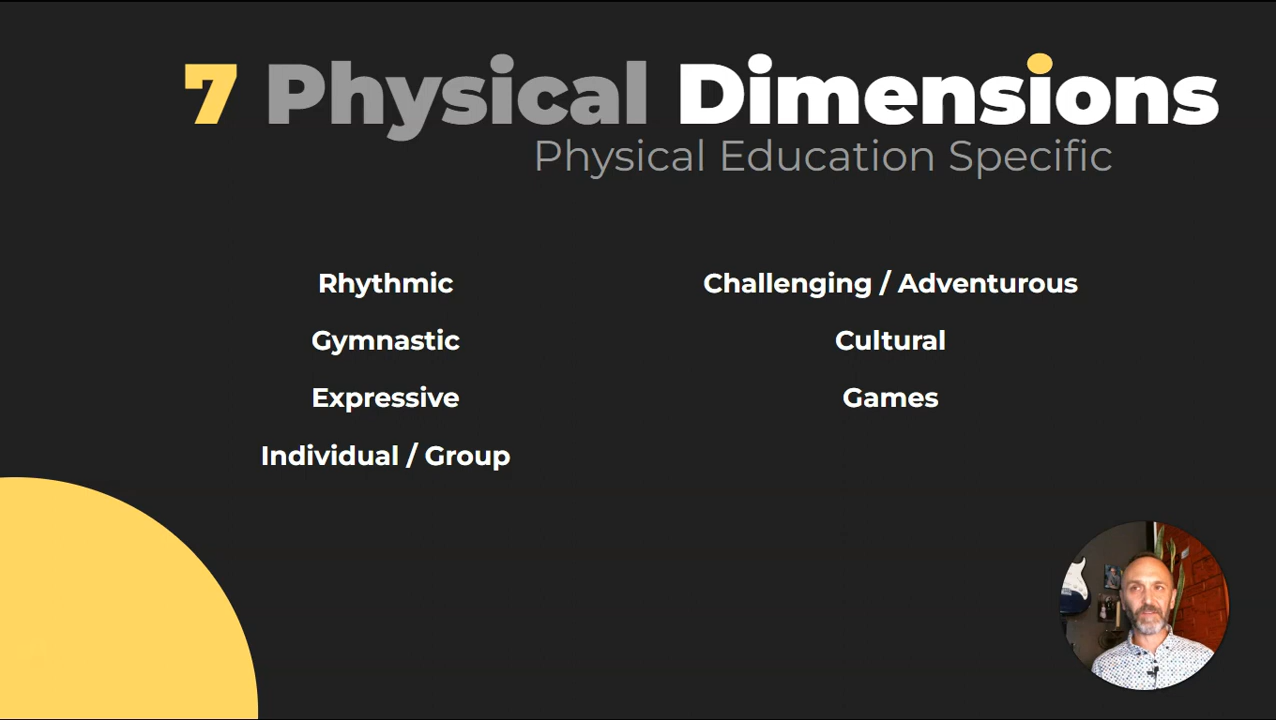 7 Physical Dimensions
Physical Education Specific
Rhythmic
Gymnastic
Expressive
Individual / Group
Challenging / Adventurous
Cultural
Games